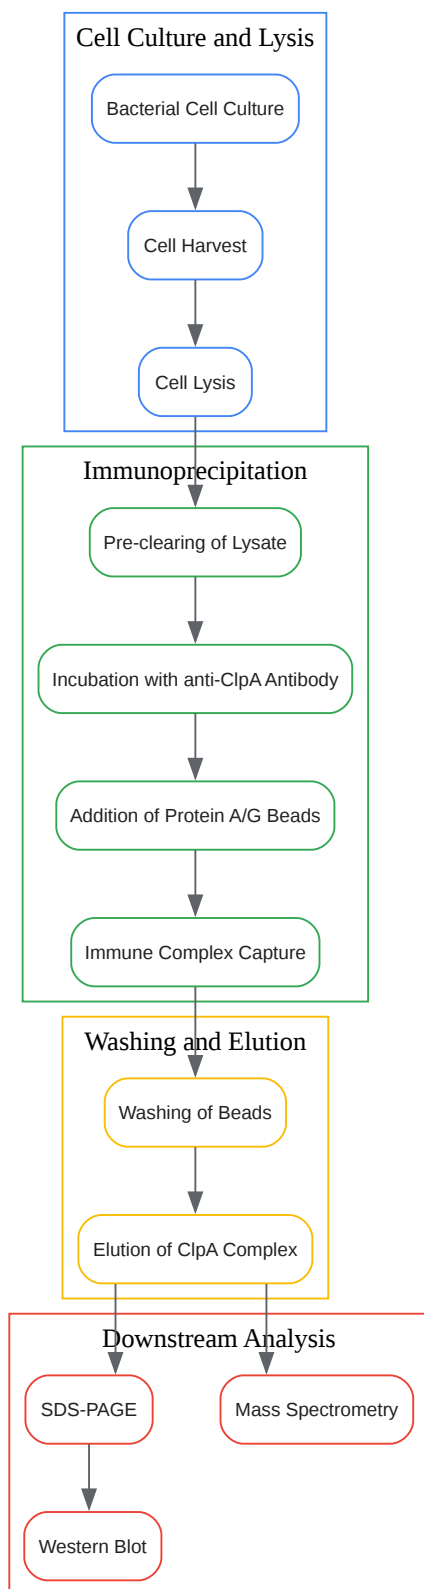 Cell Culture and Lysis
Bacterial Cell Culture
Cell Harvest
Cell Lysis
Immunoprecipitation
Pre-clearing of Lysate
Incubation with anti-ClpA Antibody
Addition of Protein A/G Beads
Immune Complex Capture
Washing and Elution
Washing of Beads
Elution of ClpA Complex
Downstream Analysis
SDS-PAGE
Mass Spectrometry
Western Blot